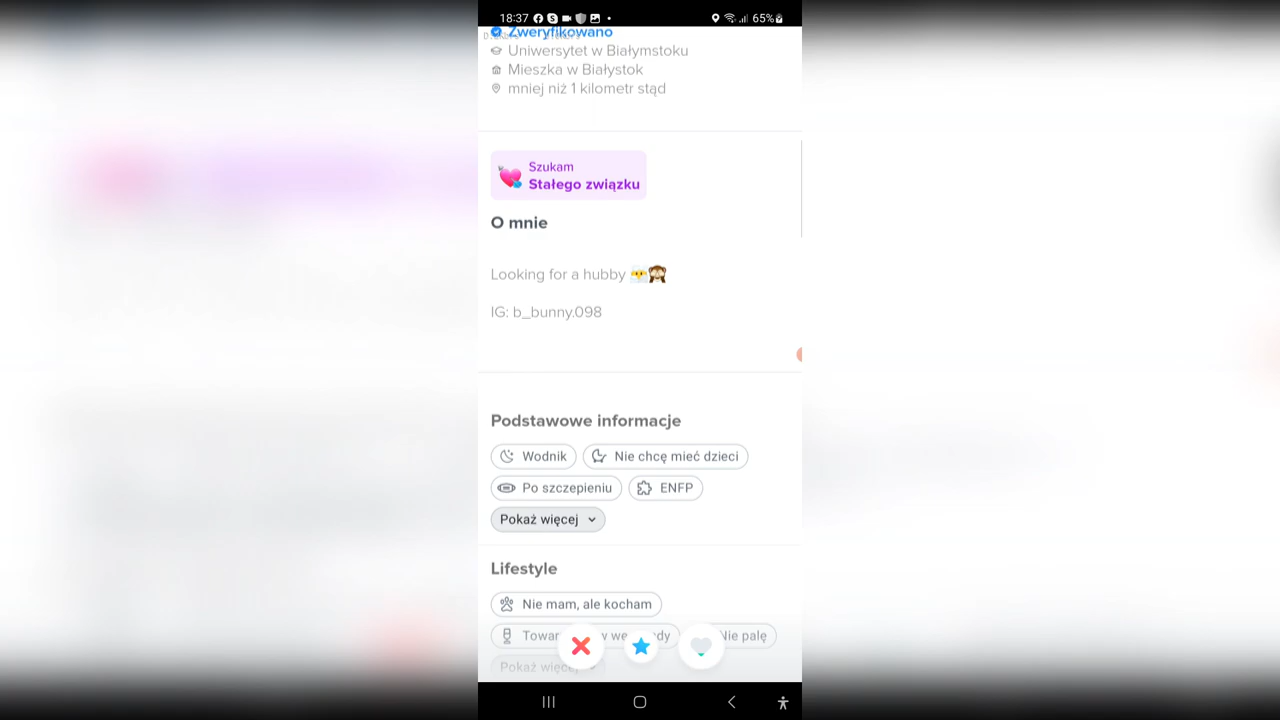 18:37
65%
Zweryfikowano
Uniwersytet w Białymstoku
Mieszka w Białystok
mniej niż 1 kilometr stąd
Szukam
Stałego związku
O mnie
Looking for a hubby
IG: b_bunny.098
Podstawowe informacje
Wodnik
Nie chcę mieć dzieci
Po szczepieniu
ENFP
Pokaż więcej
Lifestyle
Nie mam, ale kocham
Nie palę
Pokaż więcej